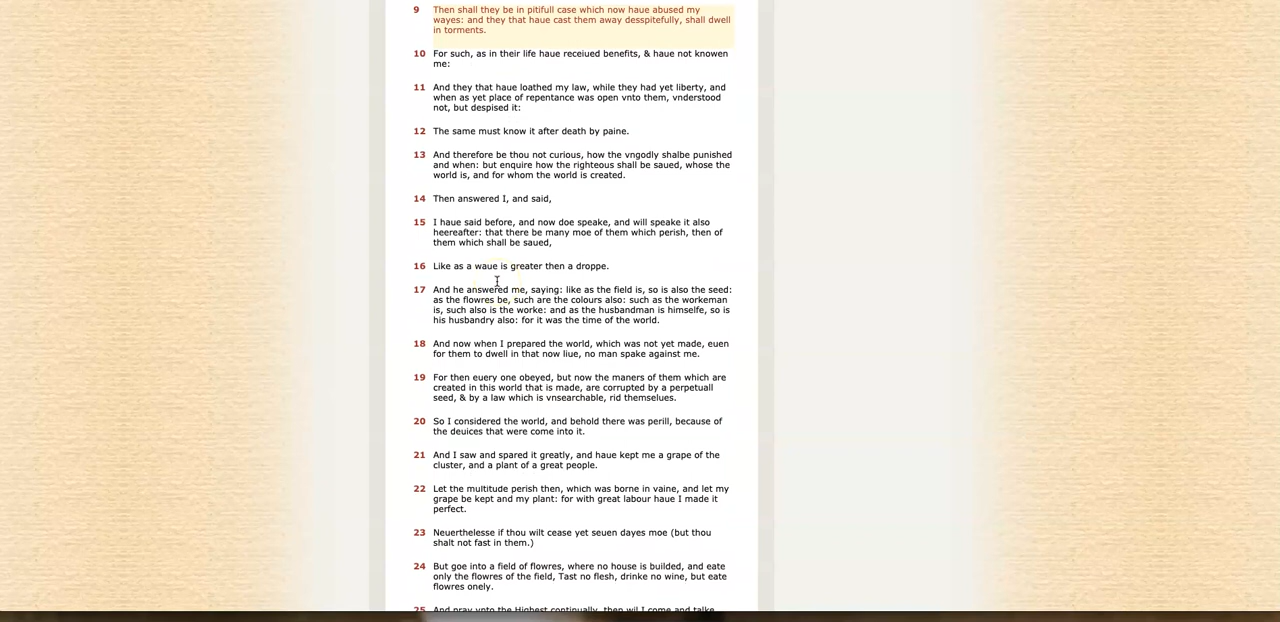 9 Then shall they be in pitifull case which now haue abused my
wayes: and they that haue cast them away desspitefully, shall dwell
in torments.
10 For such, as in their life haue receiued benefits, & haue not knowen
me:
11 And they that haue loathed my law, while they had yet liberty, and
when as yet place of repentance was open vnto them, vnderstood
not, but despised it:
12 The same must know it after death by paine.
13 And therefore be thou not curious, how the vngodly shalbe punished
and when: but enquire how the righteous shall be saued, whose the
world is, and for whom the world is created.
14 Then answered I, and said,
15 I haue said before, and now doe speake, and will speake it also
heereafter: that there be many moe of them which perish, then of
them which shall be saued,
16 Like as a waue is greater then a droppe.
17 And he answered me, saying: like as the field is, so is also the seed:
as the flowres be, such are the colours also: such as the workeman
is, such also is the worke: and as the husbandman is himselfe, so is
his husbandry also: for it was the time of the world.
18 And now when I prepared the world, which was not yet made, euen
for them to dwell in that now liue, no man spake against me.
19 For then euery one obeyed, but now the maners of them which are
created in this world that is made, are corrupted by a perpetuall
seed, & by a law which is vnsearchable, rid themselues.
20 So I considered the world, and behold there was perill, because of
the deuices that were come into it.
21 And I saw and spared it greatly, and haue kept me a grape of the
cluster, and a plant of a great people.
22 Let the multitude perish then, which was borne in vaine, and let my
grape be kept and my plant: for with great labour haue I made it
perfect.
23 Neuerthelesse if thou wilt cease yet seuen dayes moe (but thou
shalt not fast in them.)
24 But goe into a field of flowres, where no house is builded, and eate
only the flowres of the field, Tast no flesh, drinke no wine, but eate
flowres onely.
25 And pray vnto the Highest continually, then wil I come and talke